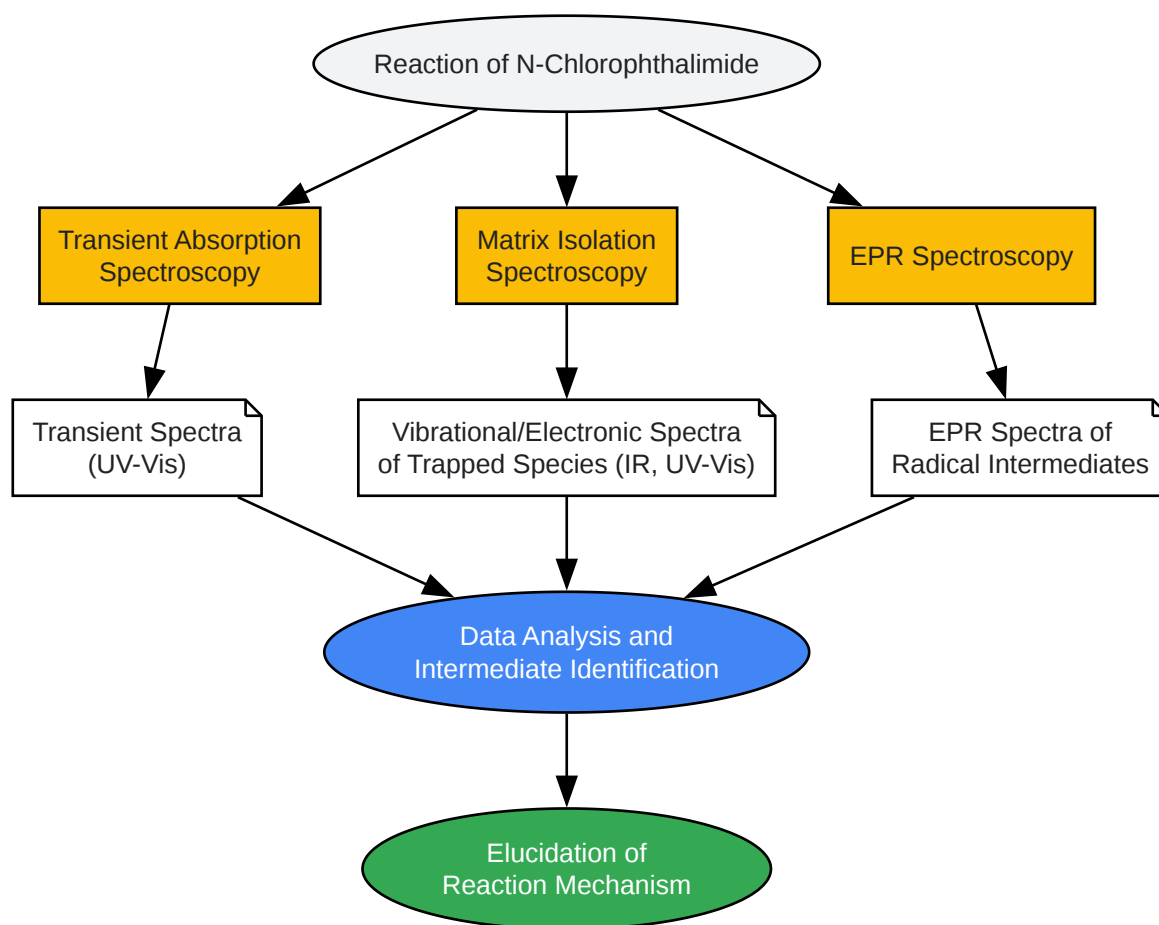 Reaction of N-Chlorophthalimide
Transient Absorption
Spectroscopy
Matrix Isolation
Spectroscopy
EPR Spectroscopy
Transient Spectra
(UV-Vis)
Vibrational/Electronic Spectra
of Trapped Species (IR, UV-Vis)
EPR Spectra of
Radical Intermediates
Data Analysis and
Intermediate Identification
Elucidation of
Reaction Mechanism